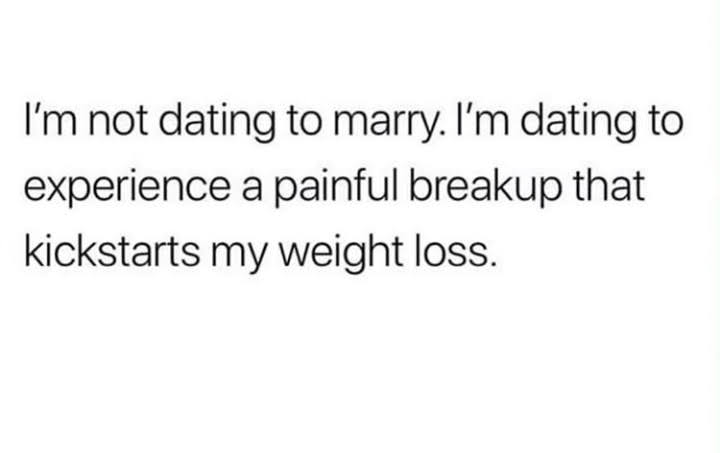 I'm not dating to marry. I'm dating to
experience a painful breakup that
kickstarts my weight loss.